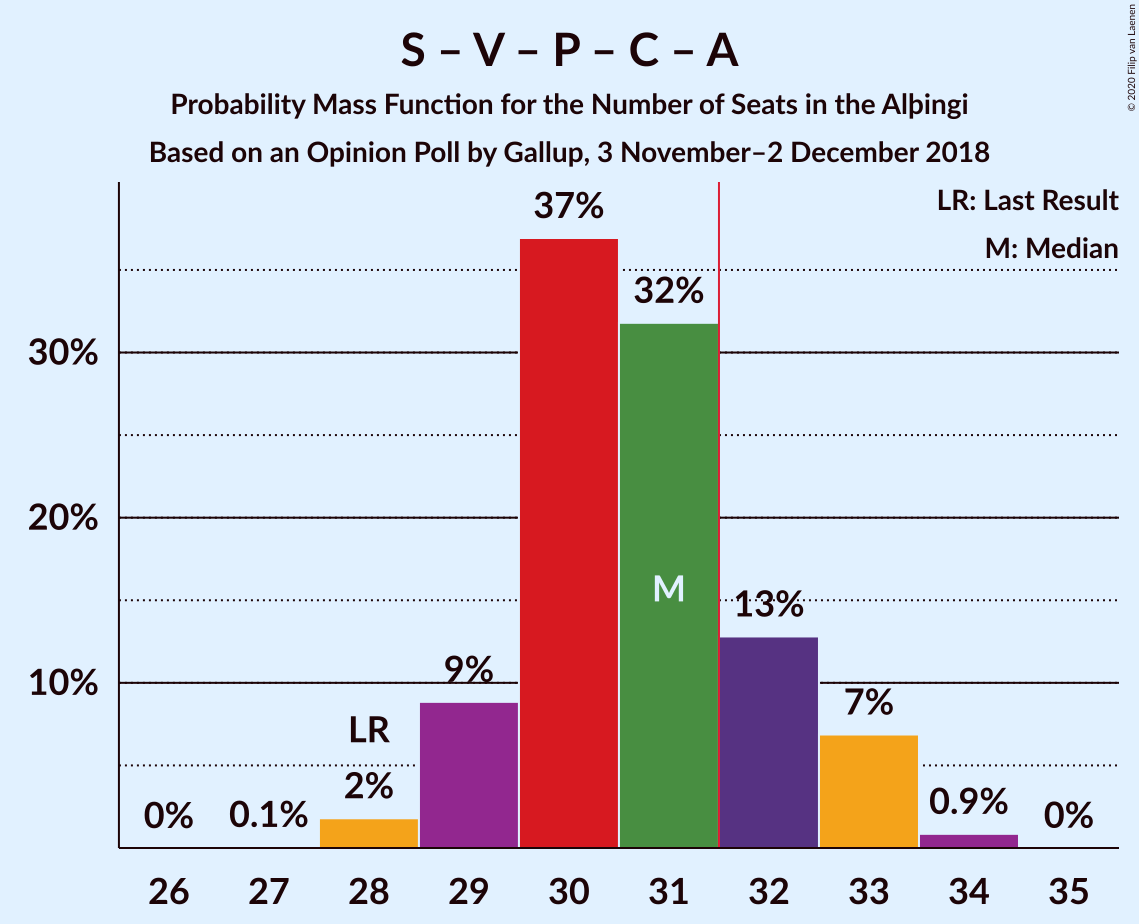 S – V – P – C – A
Probability Mass Function for the Number of Seats in the Alþingi
Based on an Opinion Poll by Gallup, 3 November–2 December 2018
© 2020 Filip van Laenen
LR: Last Result
M: Median
37%
32%
30%
20%
M
13%
10%
9%
7%
LR
2%
0%
0.1%
0.9%
0%
26 27 28 29 30 31 32 33 34 35